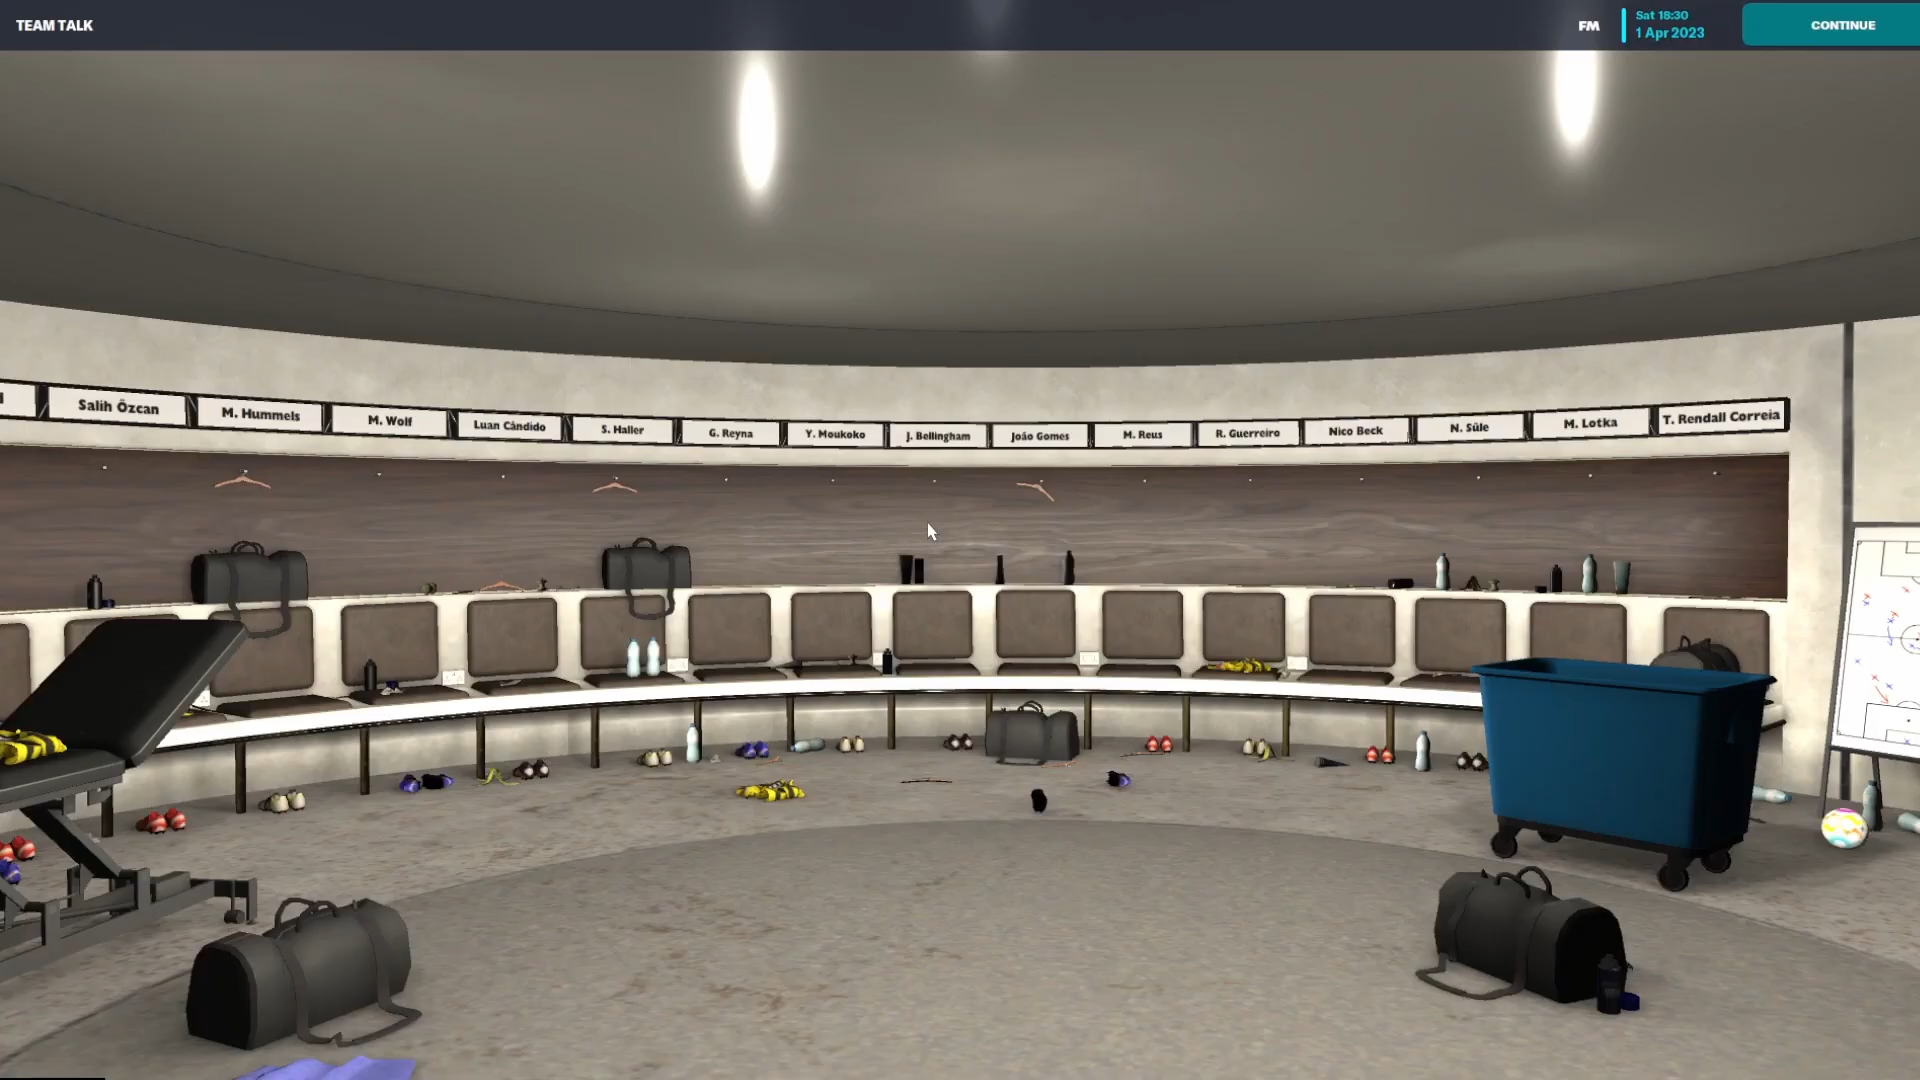 TEAM TALK
FM
Sat 18:30
1 Apr 2023
CONTINUE
Salih Özcan
M. Hummels
M. Wolf
Luan Cândido
S. Haller
G. Reyna
Y. Moukoko
J. Bellingham
João Gomes
M. Reus
R. Guerreiro
Nico Beck
N. Süle
M. Lotka
T. Rendall Correia